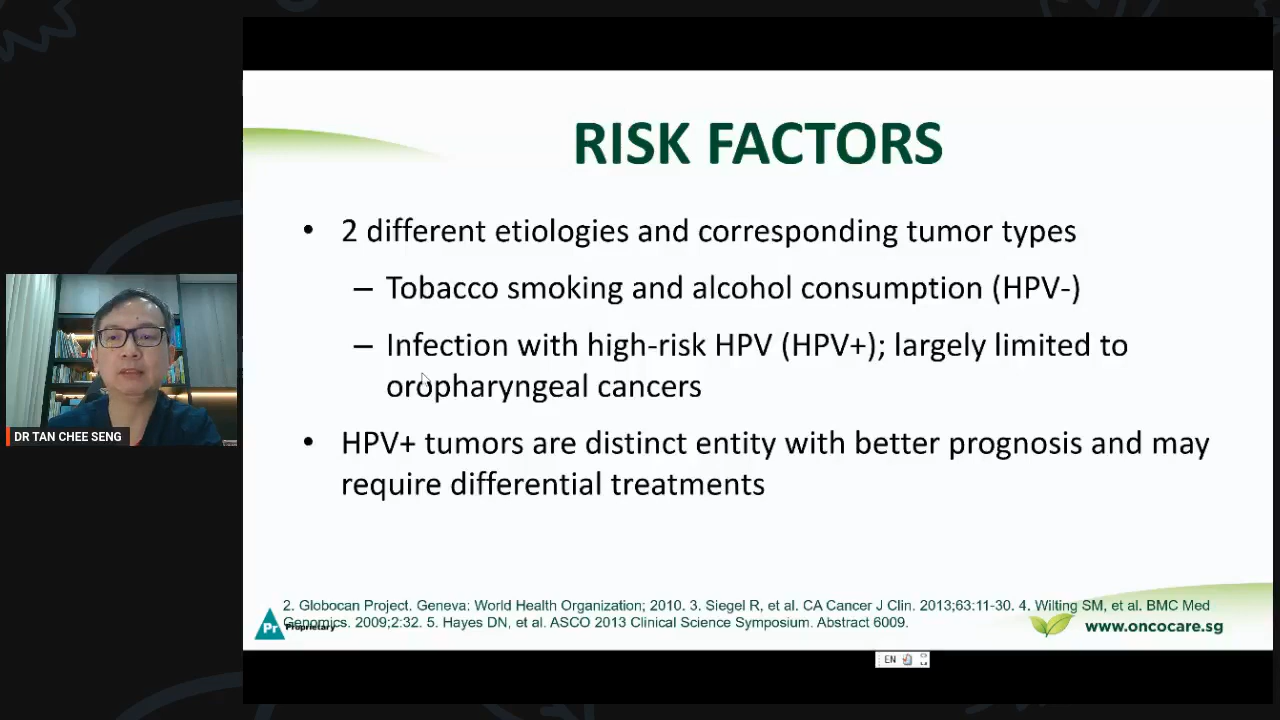 RISK FACTORS
• 2 different etiologies and corresponding tumor types
– Tobacco smoking and alcohol consumption (HPV-)
– Infection with high-risk HPV (HPV+); largely limited to
oropharyngeal cancers
• HPV+ tumors are distinct entity with better prognosis and may
require differential treatments
DR TAN CHEE SENG
2. Globocan Project. Geneva: World Health Organization; 2010. 3. Siegel R, et al. CA Cancer J Clin. 2013;63:11-30. 4. Wilting SM, et al. BMC Med
Genomics. 2009;2:32. 5. Hayes DN, et al. ASCO 2013 Clinical Science Symposium. Abstract 6009.
Pr Proprietary
www.oncocare.sg
EN